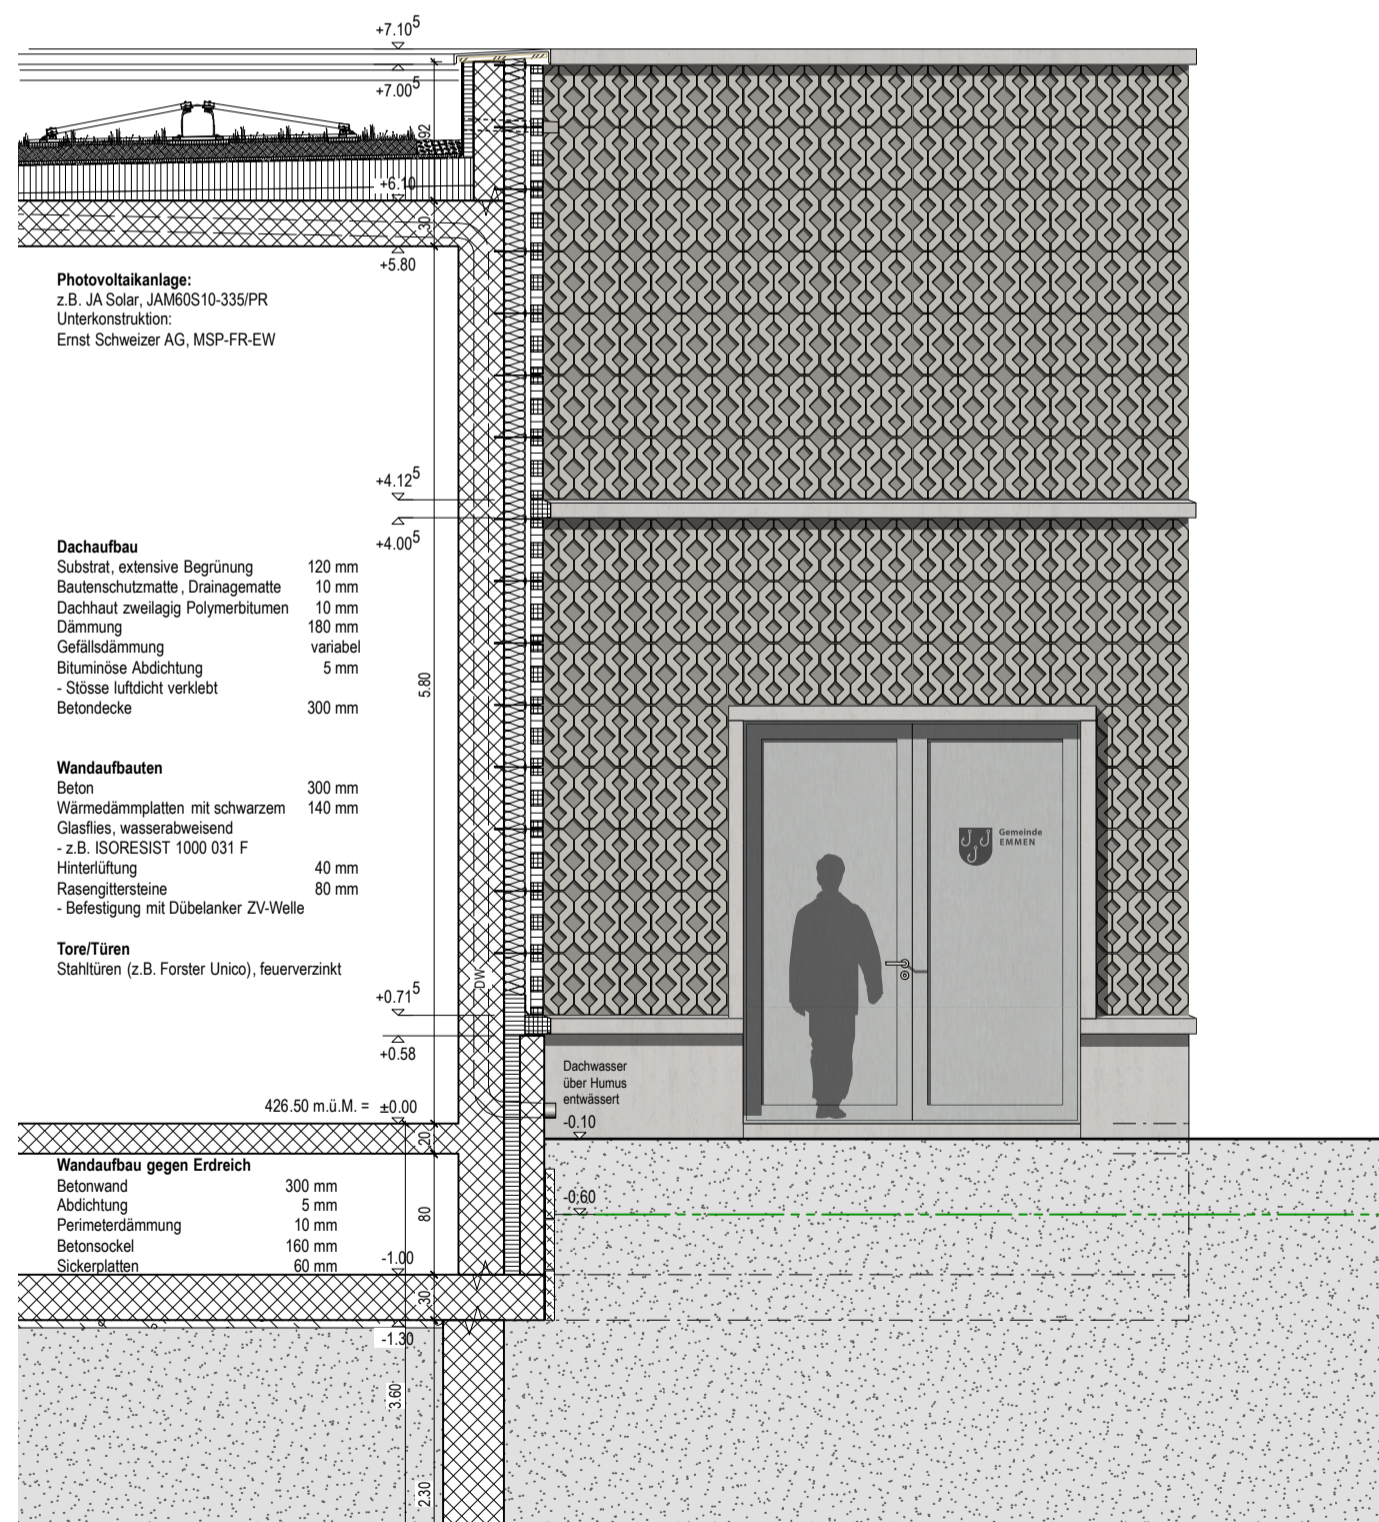 +7.10⁵
+7.00⁵
92
+6.10
30
+5.80
Photovoltaikanlage:
z.B. JA Solar, JAM60S10-335/PR
Unterkonstruktion:
Ernst Schweizer AG, MSP-FR-EW
+4.12⁵
+4.00⁵
Dachaufbau
Substrat, extensive Begrünung 120 mm
Bautenschutzmatte, Drainagematte 10 mm
Dachhaut zweilagig Polymerbitumen 10 mm
Dämmung 180 mm
Gefällsdämmung variabel
Bituminöse Abdichtung 5 mm
- Stösse luftdicht verklebt
Betondecke 300 mm
5.80
Wandaufbauten
Beton 300 mm
Wärmedämmplatten mit schwarzem 140 mm
Glasflies, wasserabweisend
- z.B. ISORESIST 1000 031 F
Hinterlüftung 40 mm
Rasengittersteine 80 mm
- Befestigung mit Dübelanker ZV-Welle
Gemeinde
EMMEN
Tore/Türen
Stahltüren (z.B. Forster Unico), feuerverzinkt
DW
+0.71⁵
+0.58
Dachwasser
über Humus
entwässert
-0.10
426.50 m.ü.M. = ±0.00
20
Wandaufbau gegen Erdreich
Betonwand 300 mm
Abdichtung 5 mm
Perimeterdämmung 10 mm
Betonsockel 160 mm
Sickerplatten 60 mm
80
-0.60
-1.00
30
-1.30
3.60
2.30